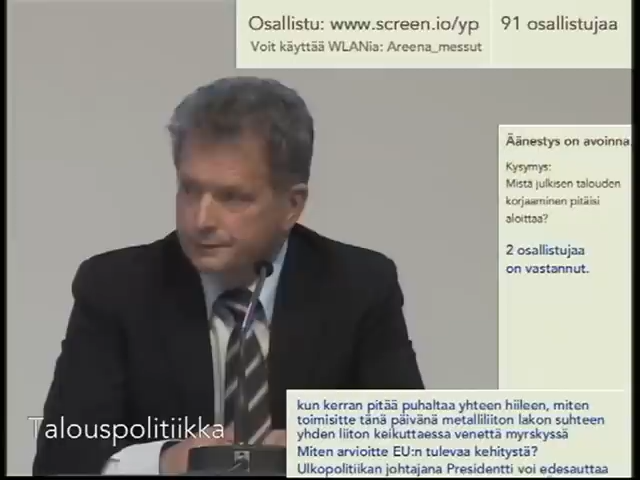 Osallistu: www.screen.io/yp 91 osallistujaa
Voit käyttää WLANia: Areena_messut
Äänestys on avoinna.
Kysymys:
Mistä julkisen talouden
korjaaminen pitäisi
aloittaa?
2 osallistujaa
on vastannut.
Talouspolitiikka
kun kerran pitää puhaltaa yhteen hiileen, miten
toimisitte tänä päivänä metalliliiton lakon suhteen
yhden liiton keikuttaessa venettä myrskyssä
Miten arvioitte EU:n tulevaa kehitystä?
Ulkopolitiikan johtajana Presidentti voi edesauttaa